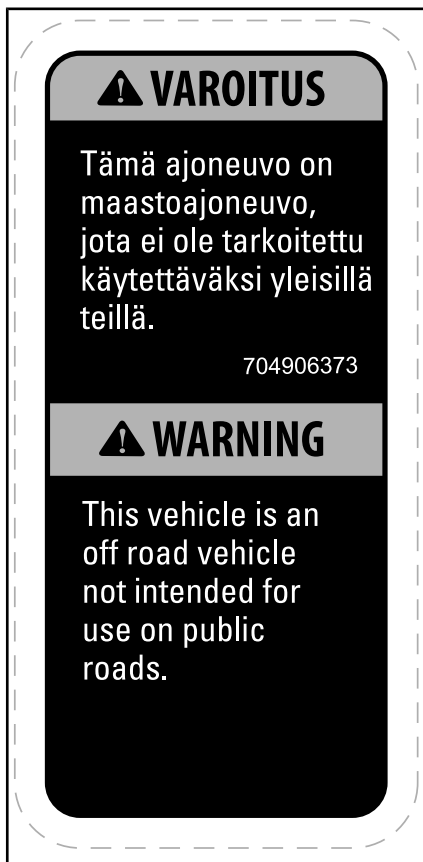 VAROITUS
Tämä ajoneuvo on
maastoajoneuvo,
jota ei ole tarkoitettu
käytettäväksi yleisillä
teillä.
704906373
WARNING
This vehicle is an
off road vehicle
not intended for
use on public
roads.